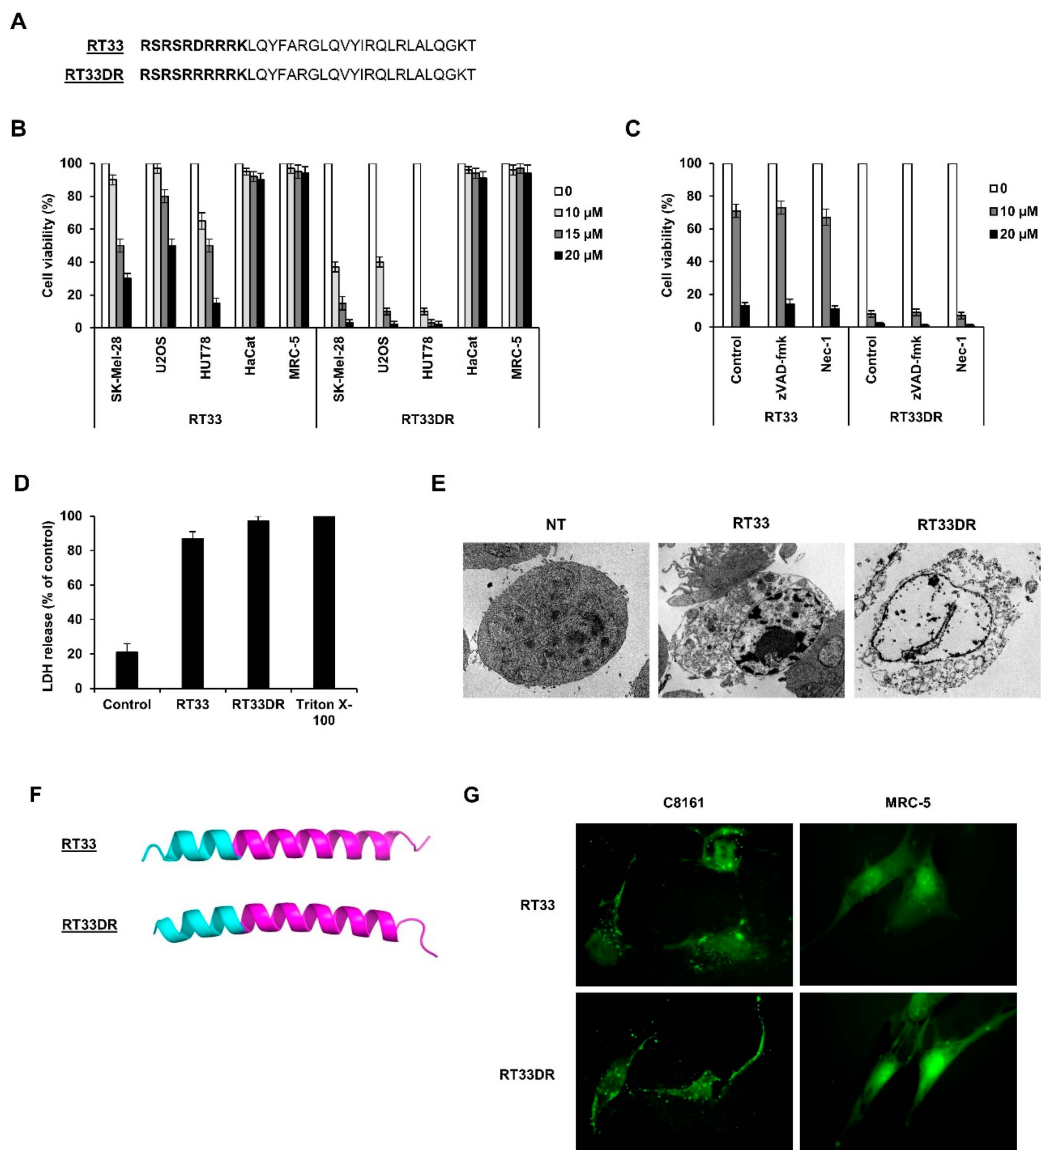 A
RT33 RSRSRDRRRKLQYFARGLQVYIRQLRLALQGKT
RT33DR RSRSRRRRRKLQYFARGLQVYIRQLRLALQGKT
B
Cell viability (%)
100
80
60
40
20
0
SK-Mel-28
U2OS
HUT78
HaCat
MRC-5
SK-Mel-28
U2OS
HUT78
HaCat
MRC-5
RT33
RT33DR
0
10 µM
15 µM
20 µM
C
Cell viability (%)
100
80
60
40
20
0
Control
zVAD-fmk
Nec-1
Control
zVAD-fmk
Nec-1
RT33
RT33DR
0
10 µM
20 µM
D
LDH release (% of control)
100
80
60
40
20
0
Control
RT33
RT33DR
Triton X-
100
E
NT
RT33
RT33DR
F
RT33
RT33DR
G
C8161
MRC-5
RT33
RT33DR